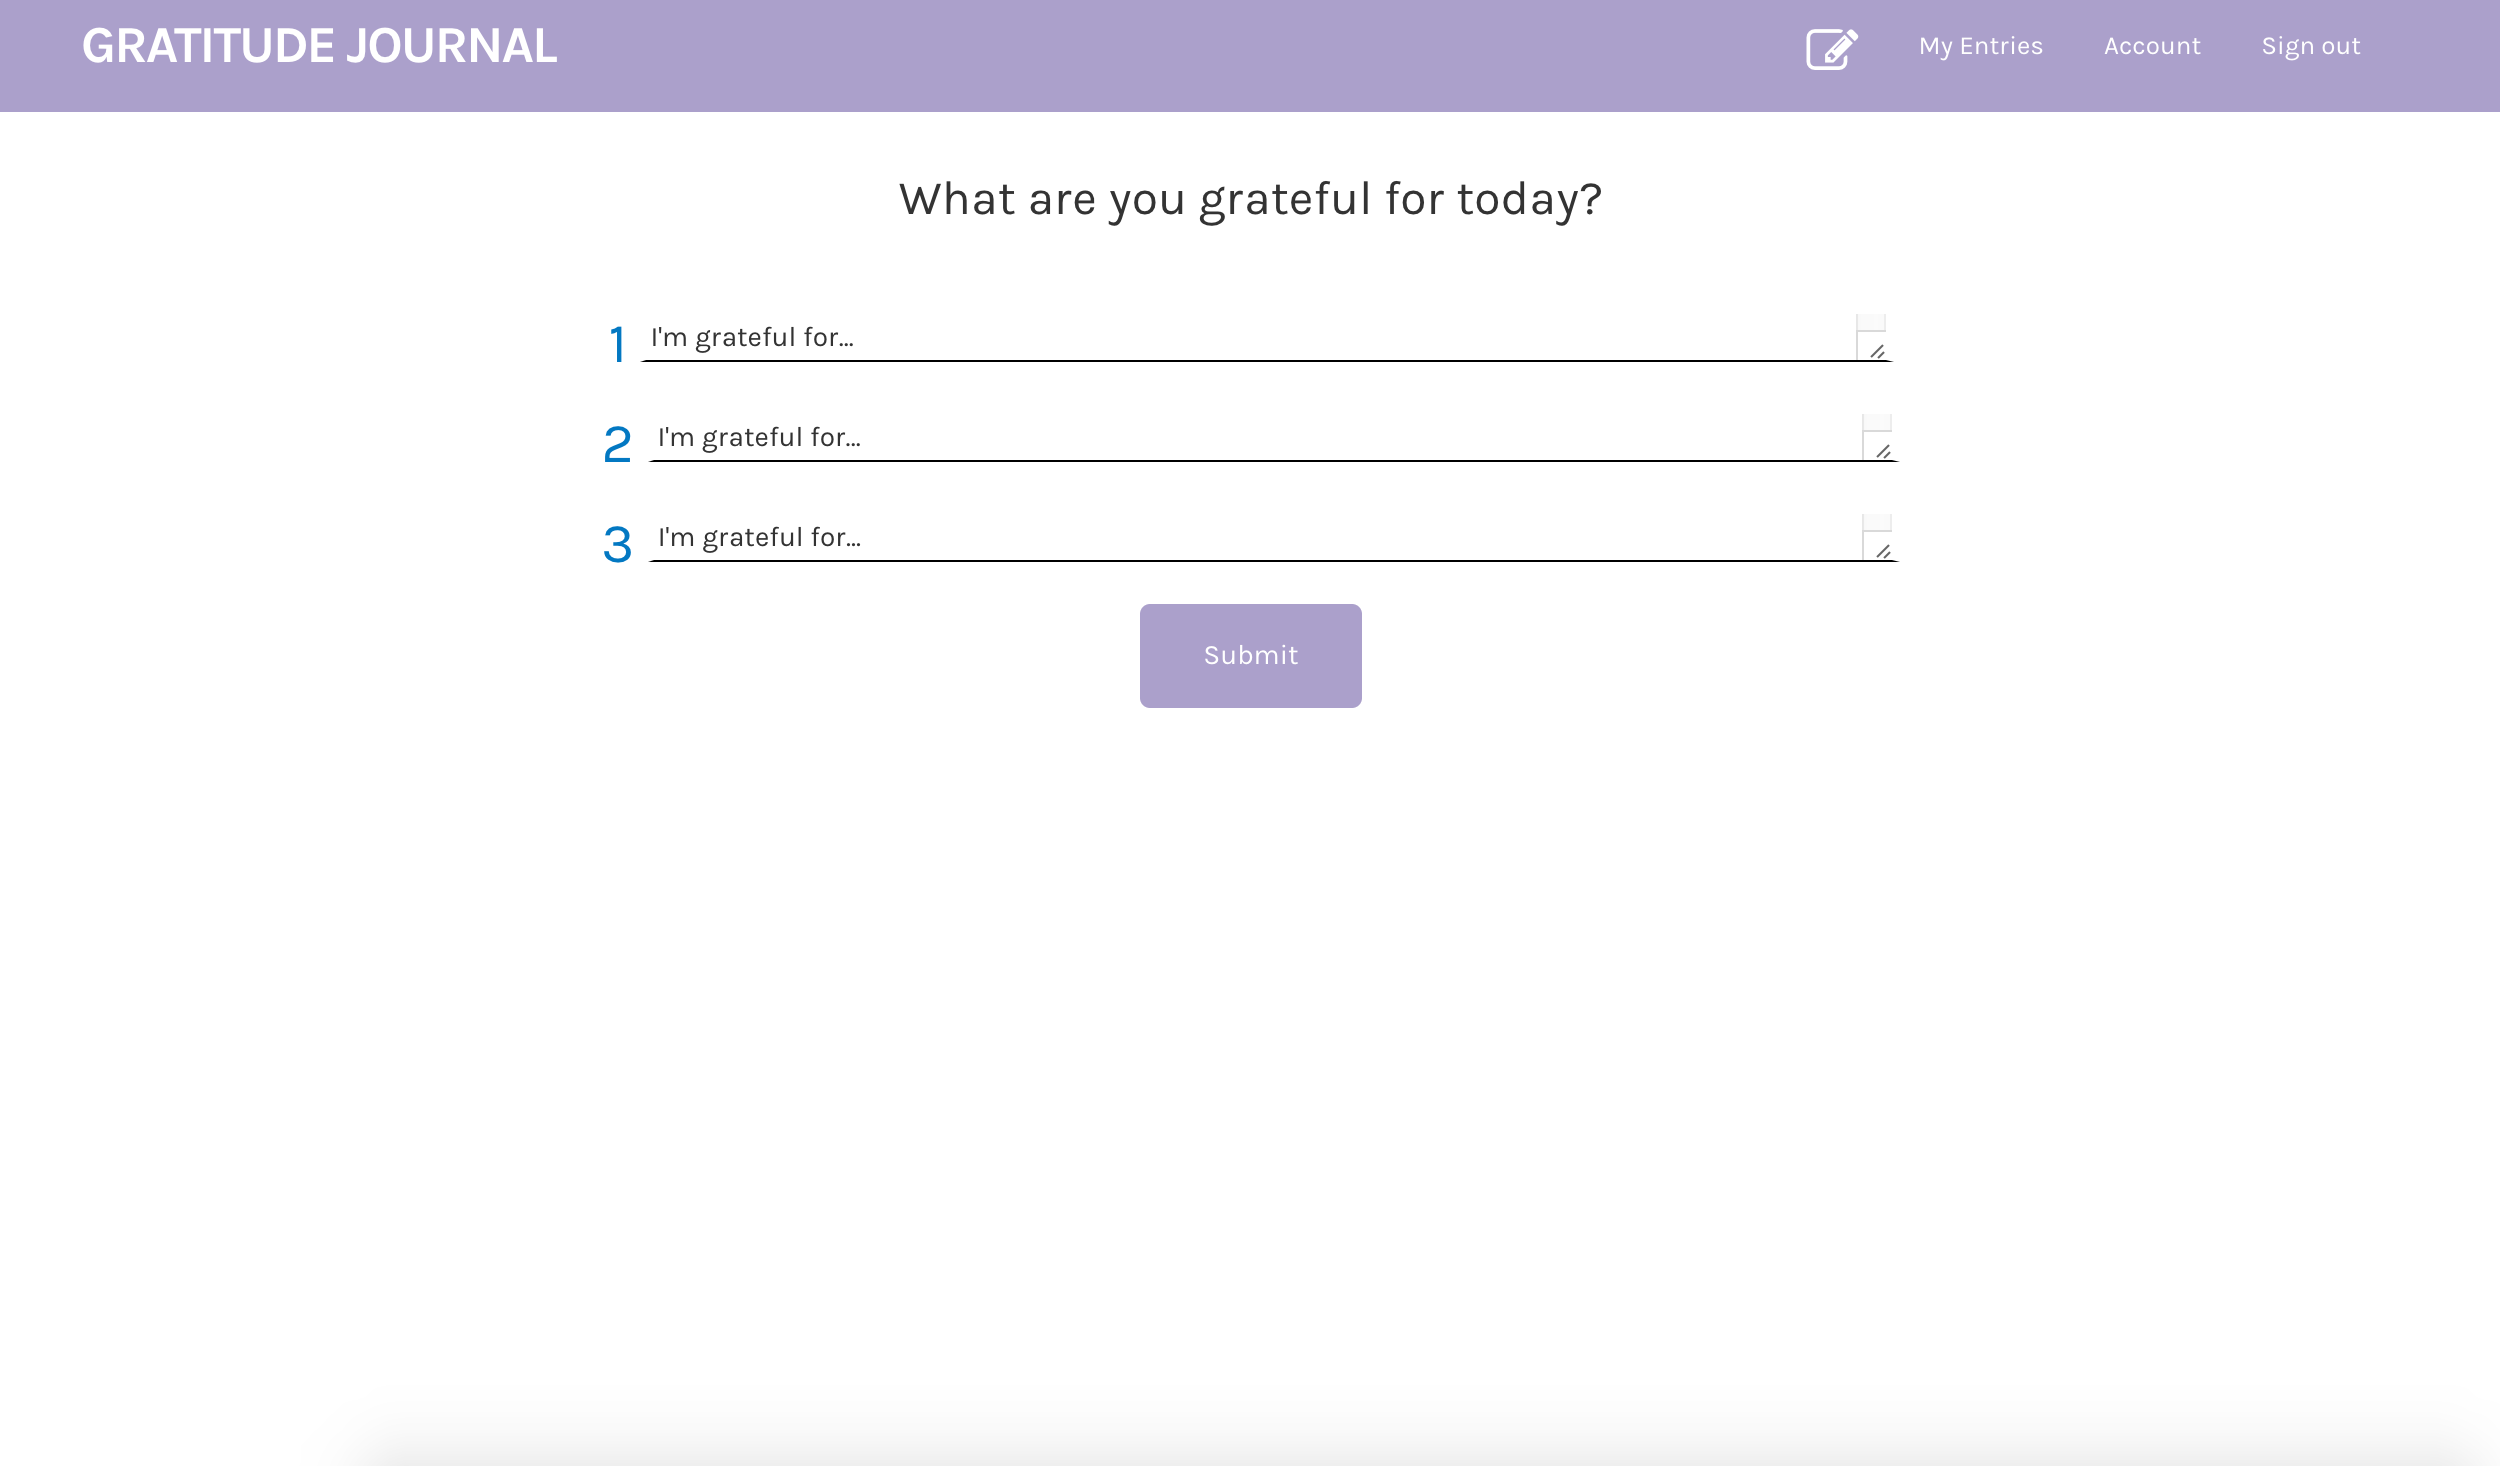 GRATITUDE JOURNAL
My Entries Account Sign out
What are you grateful for today?
1 I'm grateful for...
2 I'm grateful for...
3 I'm grateful for...
Submit